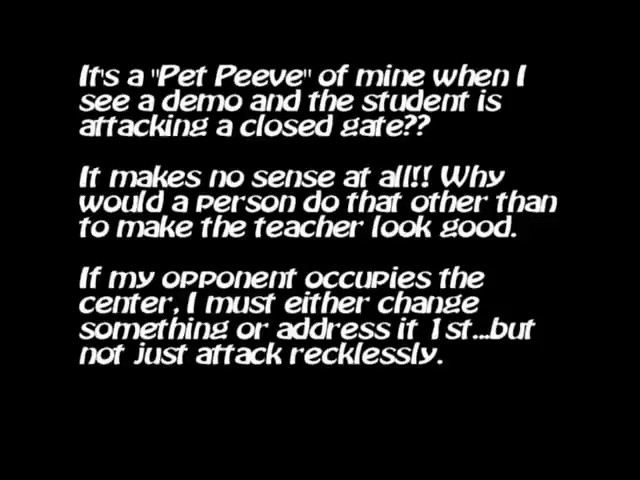 It's a "Pet Peeve" of mine when I
see a demo and the student is
attacking a closed gate??
It makes no sense at all!! Why
would a person do that other than
to make the teacher look good.
If my opponent occupies the
center, I must either change
something or address it 1st...but
not just attack recklessly.